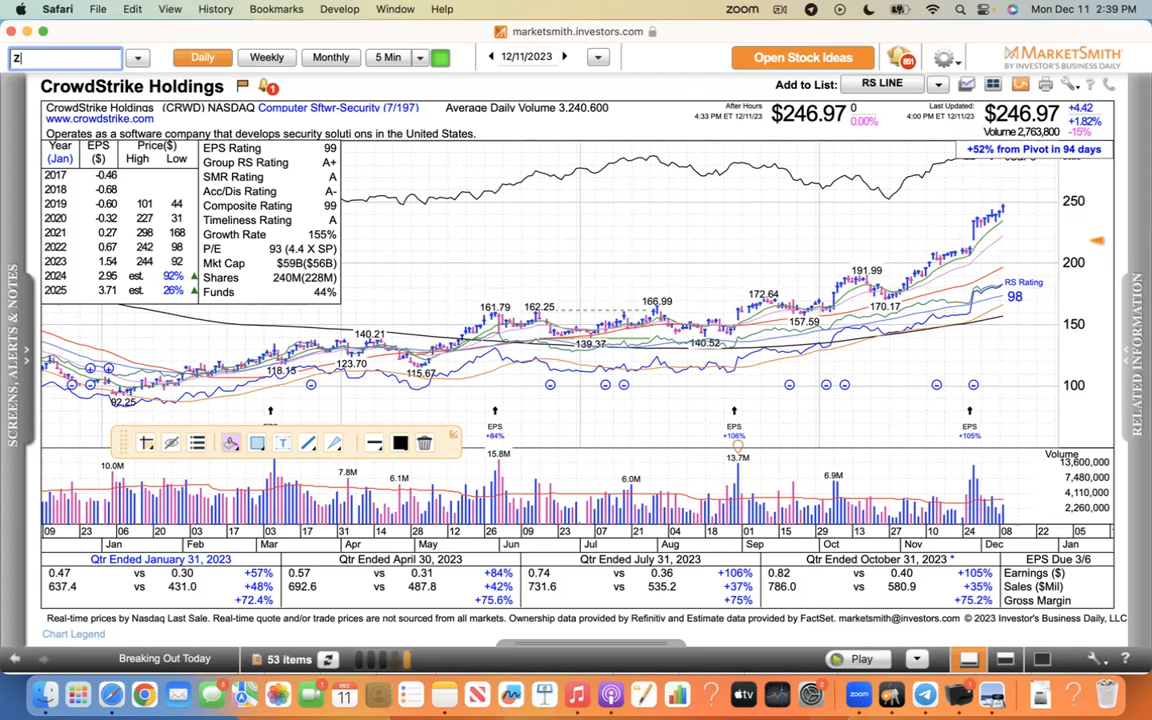 Safari File Edit View History Bookmarks Develop Window Help zoom Mon Dec 11 2:39 PM
marketsmith.investors.com
z Daily Weekly Monthly 5 Min 12/11/2023 Open Stock Ideas 851 MARKETSMITH
BY INVESTOR'S BUSINESS DAILY
CrowdStrike Holdings 1 Add to List: RS LINE
CrowdStrike Holdings (CRWD) NASDAQ Computer Sftwr-Security (7/197) Average Daily Volume 3,240,600
www.crowdstrike.com
Operates as a software company that develops security soluti ons in the United States.
After Hours
4:33 PM ET 12/11/23
$246.97 0
0.00%
Last Updated:
4:00 PM ET 12/11/23
$246.97 +4.42
+1.82%
Volume 2,763,800 -15%
+52% from Pivot in 94 days
Year EPS Price($)
(Jan) ($) High Low
2017 -0.46
2018 -0.68
2019 -0.60 101 44
2020 -0.32 227 31
2021 0.27 298 168
2022 0.67 242 98
2023 1.54 244 92
2024 2.95 est. 92%
2025 3.71 est. 26%
EPS Rating 99
Group RS Rating A+
SMR Rating A
Acc/Dis Rating A-
Composite Rating 99
Timeliness Rating A
Growth Rate 155%
P/E 93 (4.4 X SP)
Mkt Cap $59B($56B)
Shares 240M(228M)
Funds 44%
250
200
150
100
RS Rating
98
92.25 118.15 140.21 123.70 115.67 161.79 162.25 139.37 166.99 140.52 172.64 157.59 191.99 170.17
EPS EPS EPS
+84% +106% +105%
Volume
13,600,000
7,480,000
4,110,000
2,260,000
10.0M 7.8M 6.1M 15.8M 6.0M 13.7M 6.9M
09 23 06 20 03 17 03 17 31 14 28 12 26 09 23 07 21 04 18 01 15 29 13 27 10 24 08 22 05
Jan Feb Mar Apr May Jun Jul Aug Sep Oct Nov Dec Jan
Qtr Ended January 31, 2023 Qtr Ended April 30, 2023 Qtr Ended July 31, 2023 Qtr Ended October 31, 2023 * EPS Due 3/6
0.47 vs 0.30 +57% 0.57 vs 0.31 +84% 0.74 vs 0.36 +106% 0.82 vs 0.40 +105% Earnings ($)
637.4 vs 431.0 +48% 692.6 vs 487.8 +42% 731.6 vs 535.2 +37% 786.0 vs 580.9 +35% Sales ($Mil)
+72.4% +75.6% +75% +75.2% Gross Margin
Real-time prices by Nasdaq Last Sale. Real-time quote and/or trade prices are not sourced from all markets. Ownership data provided by Refinitiv and Estimate data provided by FactSet. marketsmith@investors.com © 2023 Investor's Business Daily, LLC
Chart Legend
SCREENS, ALERTS & NOTES
RELATED INFORMATION
Breaking Out Today 53 items Play
DEC
11
tv zoom